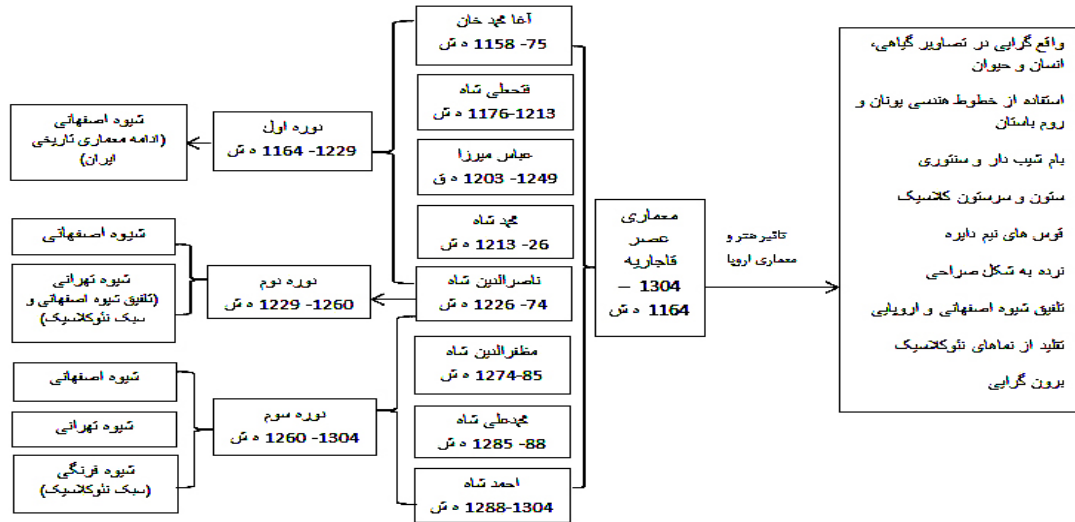 واقع گرایی در تصاویر گیاهی،
انسان و حیوان
استفاده از خطوط هندسی یونان و
روم باستان
بام شیب دار و سنتوری
ستون و سرستون کلاسیک
قوس های نیم دایره
نرده به شکل صراحی
تلفیق شیوه اصفهانی و اروپایی
تقلید از نماهای نئوکلاسیک
برون گرایی
تاثیر هنر و
معماری اروپا
معماری
عصر
قاجاریه
1304 –
1164 ه ش
آغا محمد خان
1158 -75 ه ش
فتحعلی شاه
1176-1213 ه ش
عباس میرزا
1203 -1249 ه ق
محمد شاه
1213 -26 ه ش
ناصرالدین شاه
1226 -74 ه ش
مظفرالدین شاه
1274-85 ه ش
محمدعلی شاه
1285 -88 ه ش
احمد شاه
1288-1304 ه ش
دوره اول
1164 -1229 ه ش
دوره دوم
1229 -1260 ه ش
دوره سوم
1260 -1304 ه ش
شیوه اصفهانی
(ادامه معماری تاریخی
ایران)
شیوه اصفهانی
شیوه تهرانی
(تلفیق شیوه اصفهانی و
سبک نئوکلاسیک)
شیوه اصفهانی
شیوه تهرانی
شیوه فرنگی
(سبک نئوکلاسیک)